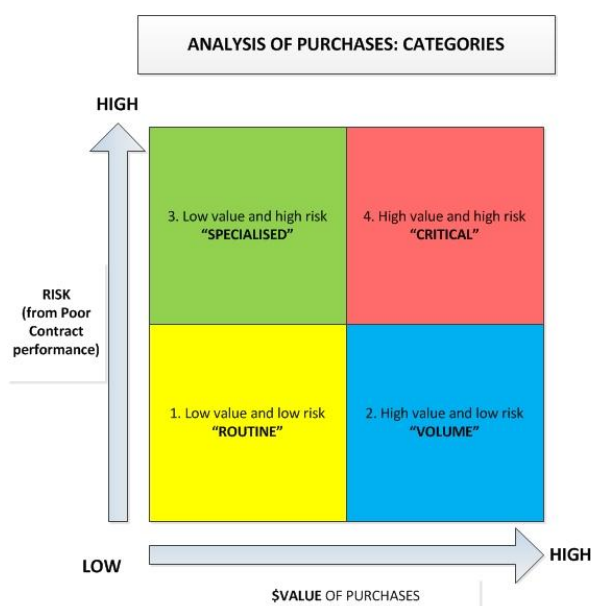 ANALYSIS OF PURCHASES: CATEGORIES
HIGH
3. Low value and high risk
“SPECIALISED”
4. High value and high risk
“CRITICAL”
RISK
(from Poor
Contract
performance)
1. Low value and low risk
“ROUTINE”
2. High value and low risk
“VOLUME”
LOW
HIGH
$VALUE OF PURCHASES